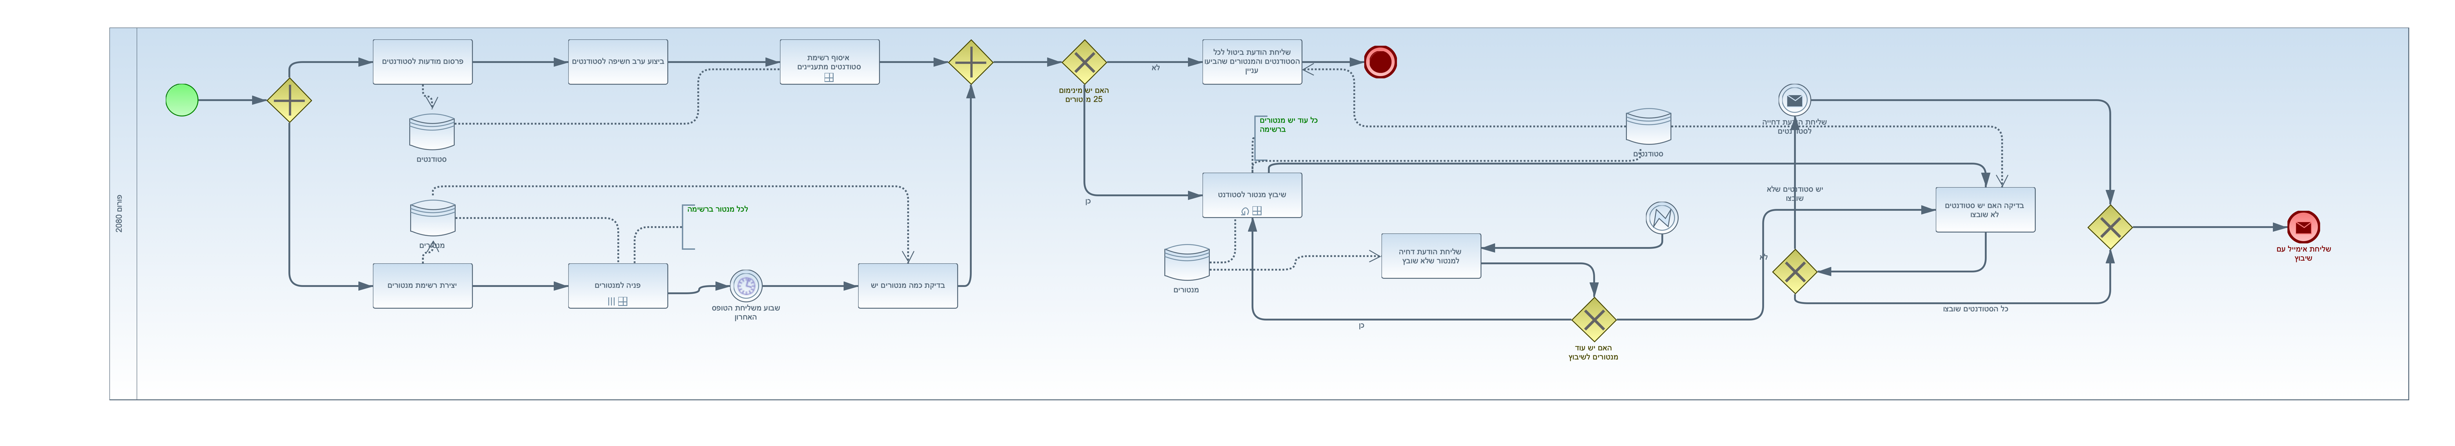 פורום 2080
פרסום מודעות לסטודנטים
ביצוע ערב חשיפה לסטודנטים
איסוף רשימת
סטודנטים מתעניינים
סטודנטים
מנטורים
יצירת רשימת מנטורים
פניה למנטורים
לכל מנטור ברשימה
שבוע משליחת הטופס
האחרון
בדיקת כמה מנטורים יש
האם יש מינימום
25 מנטורים
לא
כן
שליחת הודעת ביטול לכל
הסטודנטים והמנטורים שהביעו
עניין
כל עוד יש מנטורים
ברשימה
שיבוץ מנטור לסטודנט
מנטורים
שליחת הודעת דחיה
למנטור שלא שובץ
כן
האם יש עוד
מנטורים לשיבוץ
לא
סטודנטים
שליחת הודעת דחייה
לסטודנטים
יש סטודנטים שלא
שובצו
בדיקה האם יש סטודנטים
לא שובצו
כל הסטודנטים שובצו
שליחת אימייל עם
שיבוץ